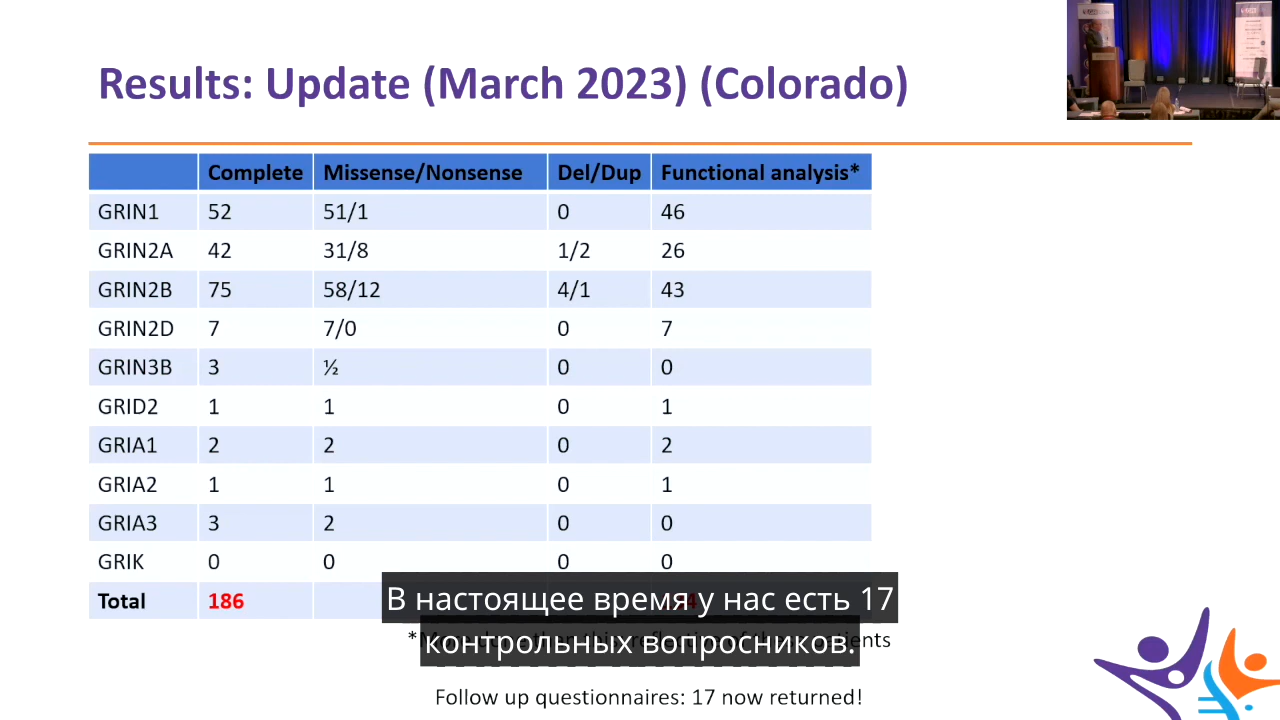 Results: Update (March 2023) (Colorado)
Complete Missense/Nonsense Del/Dup Functional analysis*
GRIN1 52 51/1 0 46
GRIN2A 42 31/8 1/2 26
GRIN2B 75 58/12 4/1 43
GRIN2D 7 7/0 0 7
GRIN3B 3 ½ 0 0
GRID2 1 1 0 1
GRIA1 2 2 0 2
GRIA2 1 1 0 1
GRIA3 3 2 0 0
GRIK 0 0 0 0
Total 186
В настоящее время у нас есть 17
контрольных вопросников.
Follow up questionnaires: 17 now returned!